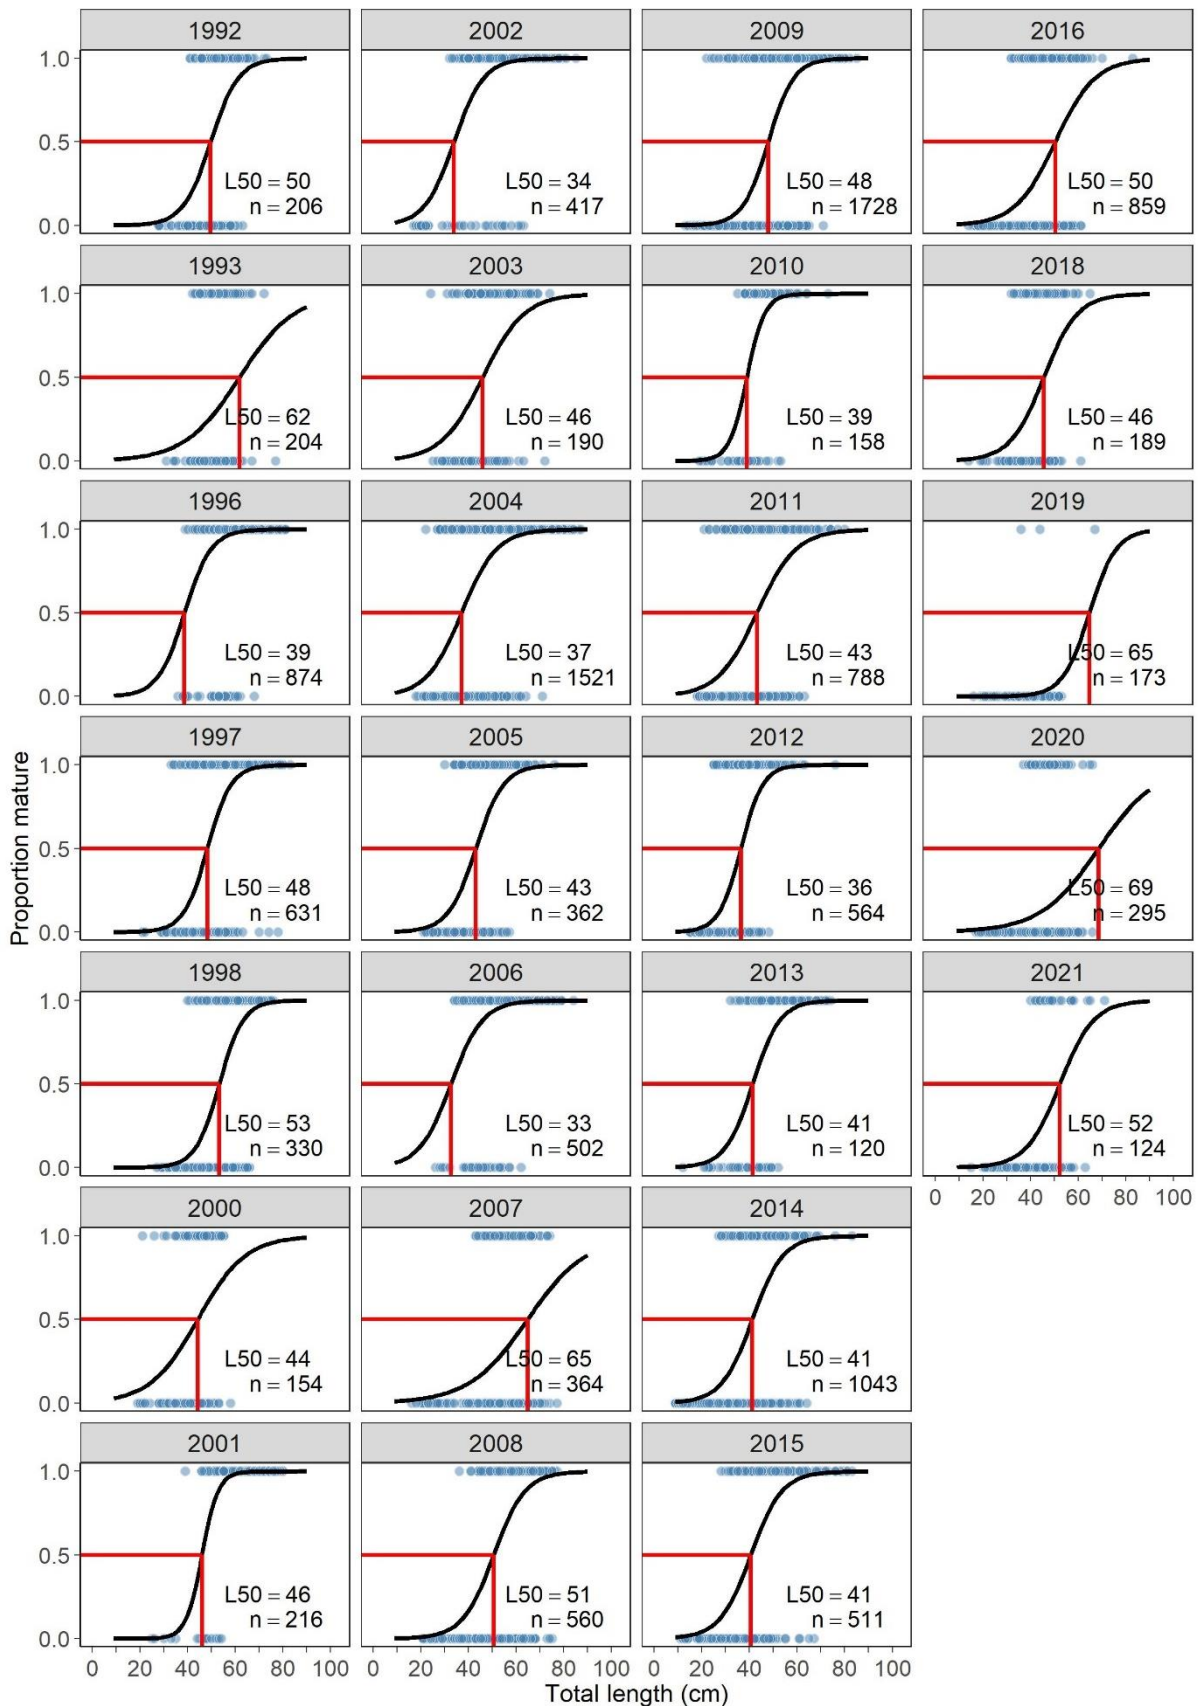 1992
2002
2009
2016
1.0
0.5
0.0
L50 = 50
n = 206
L50 = 34
n = 417
L50 = 48
n = 1728
L50 = 50
n = 859
1993
2003
2010
2018
1.0
0.5
0.0
L50 = 62
n = 204
L50 = 46
n = 190
L50 = 39
n = 158
L50 = 46
n = 189
1996
2004
2011
2019
1.0
0.5
0.0
L50 = 39
n = 874
L50 = 37
n = 1521
L50 = 43
n = 788
L50 = 65
n = 173
Proportion mature
1997
2005
2012
2020
1.0
0.5
0.0
L50 = 48
n = 631
L50 = 43
n = 362
L50 = 36
n = 564
L50 = 69
n = 295
1998
2006
2013
2021
1.0
0.5
0.0
L50 = 53
n = 330
L50 = 33
n = 502
L50 = 41
n = 120
L50 = 52
n = 124
0 20 40 60 80 100
2000
2007
2014
1.0
0.5
0.0
L50 = 44
n = 154
L50 = 65
n = 364
L50 = 41
n = 1043
2001
2008
2015
1.0
0.5
0.0
L50 = 46
n = 216
L50 = 51
n = 560
L50 = 41
n = 511
0 20 40 60 80 100
0 20 40 60 80 100
0 20 40 60 80 100
Total length (cm)